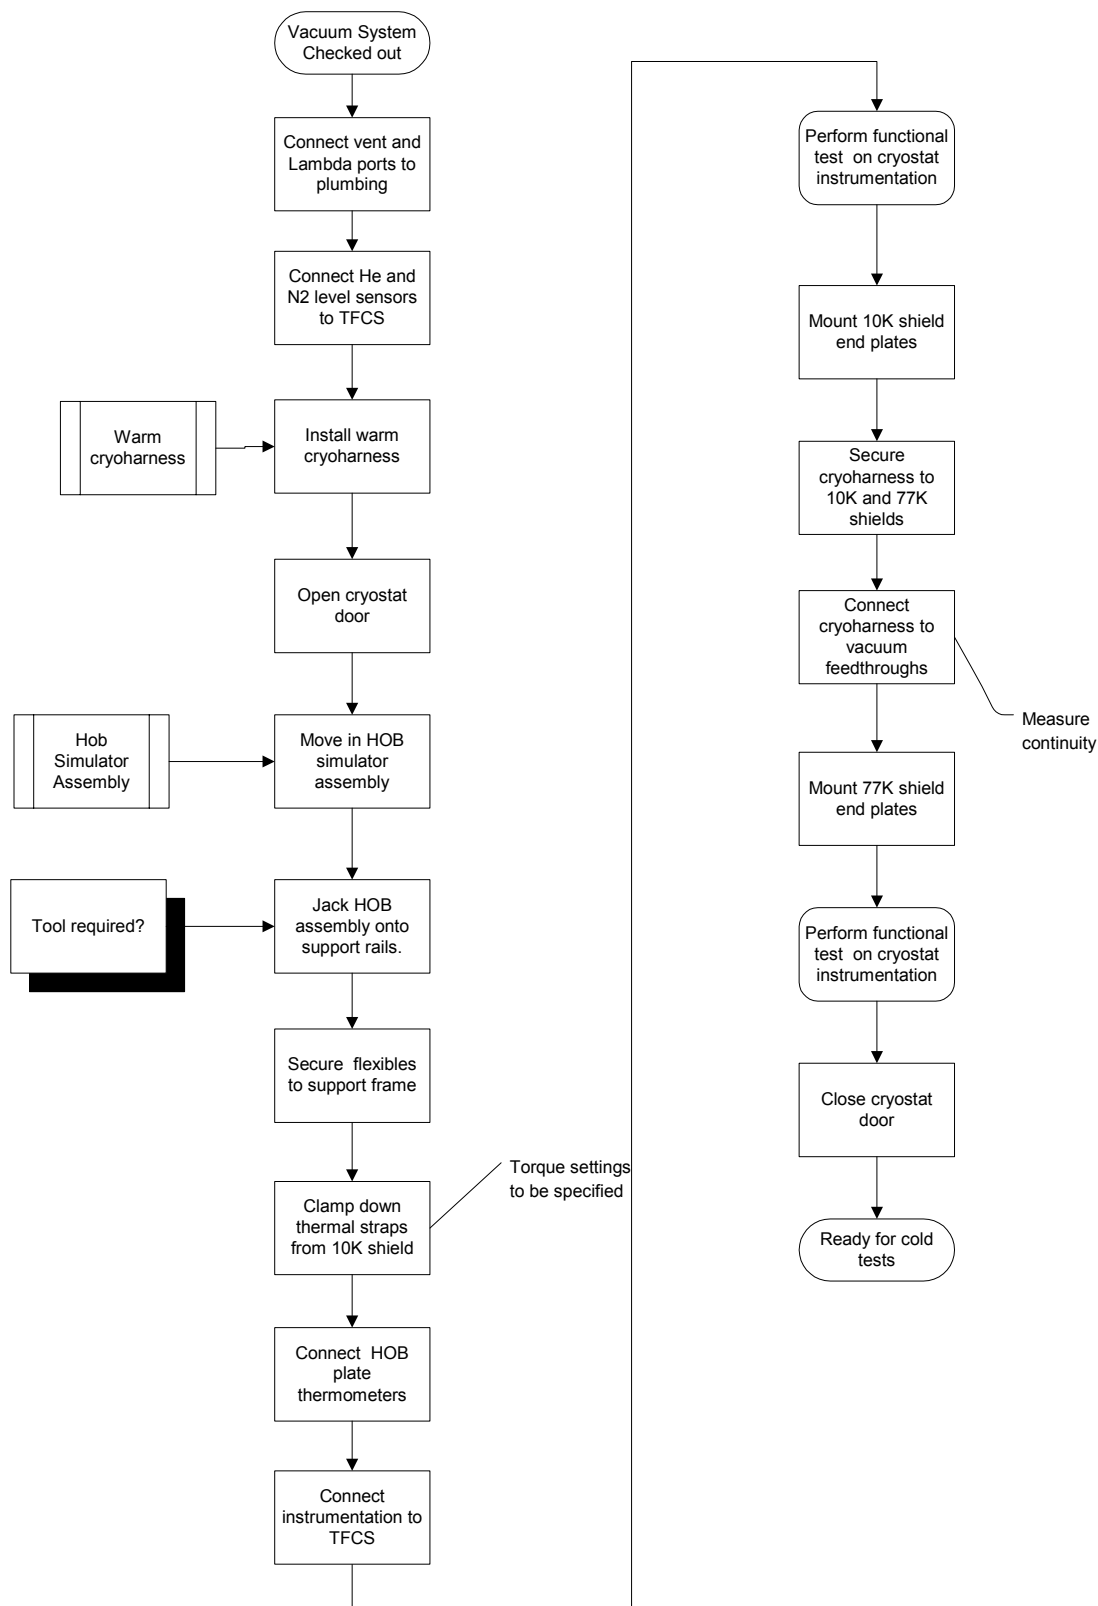 Vacuum System
Checked out
Connect vent and
Lambda ports to
plumbing
Connect He and
N2 level sensors
to TFCS
Warm
cryoharness
Install warm
cryoharness
Open cryostat
door
Hob
Simulator
Assembly
Move in HOB
simulator
assembly
Tool required?
Jack HOB
assembly onto
support rails.
Secure flexibles
to support frame
Clamp down
thermal straps
from 10K shield
Torque settings
to be specified
Connect HOB
plate
thermometers
Connect
instrumentation to
TFCS
Perform functional
test on cryostat
instrumentation
Mount 10K shield
end plates
Secure
cryoharness to
10K and 77K
shields
Connect
cryoharness to
vacuum
feedthroughs
Measure
continuity
Mount 77K shield
end plates
Perform functional
test on cryostat
instrumentation
Close cryostat
door
Ready for cold
tests